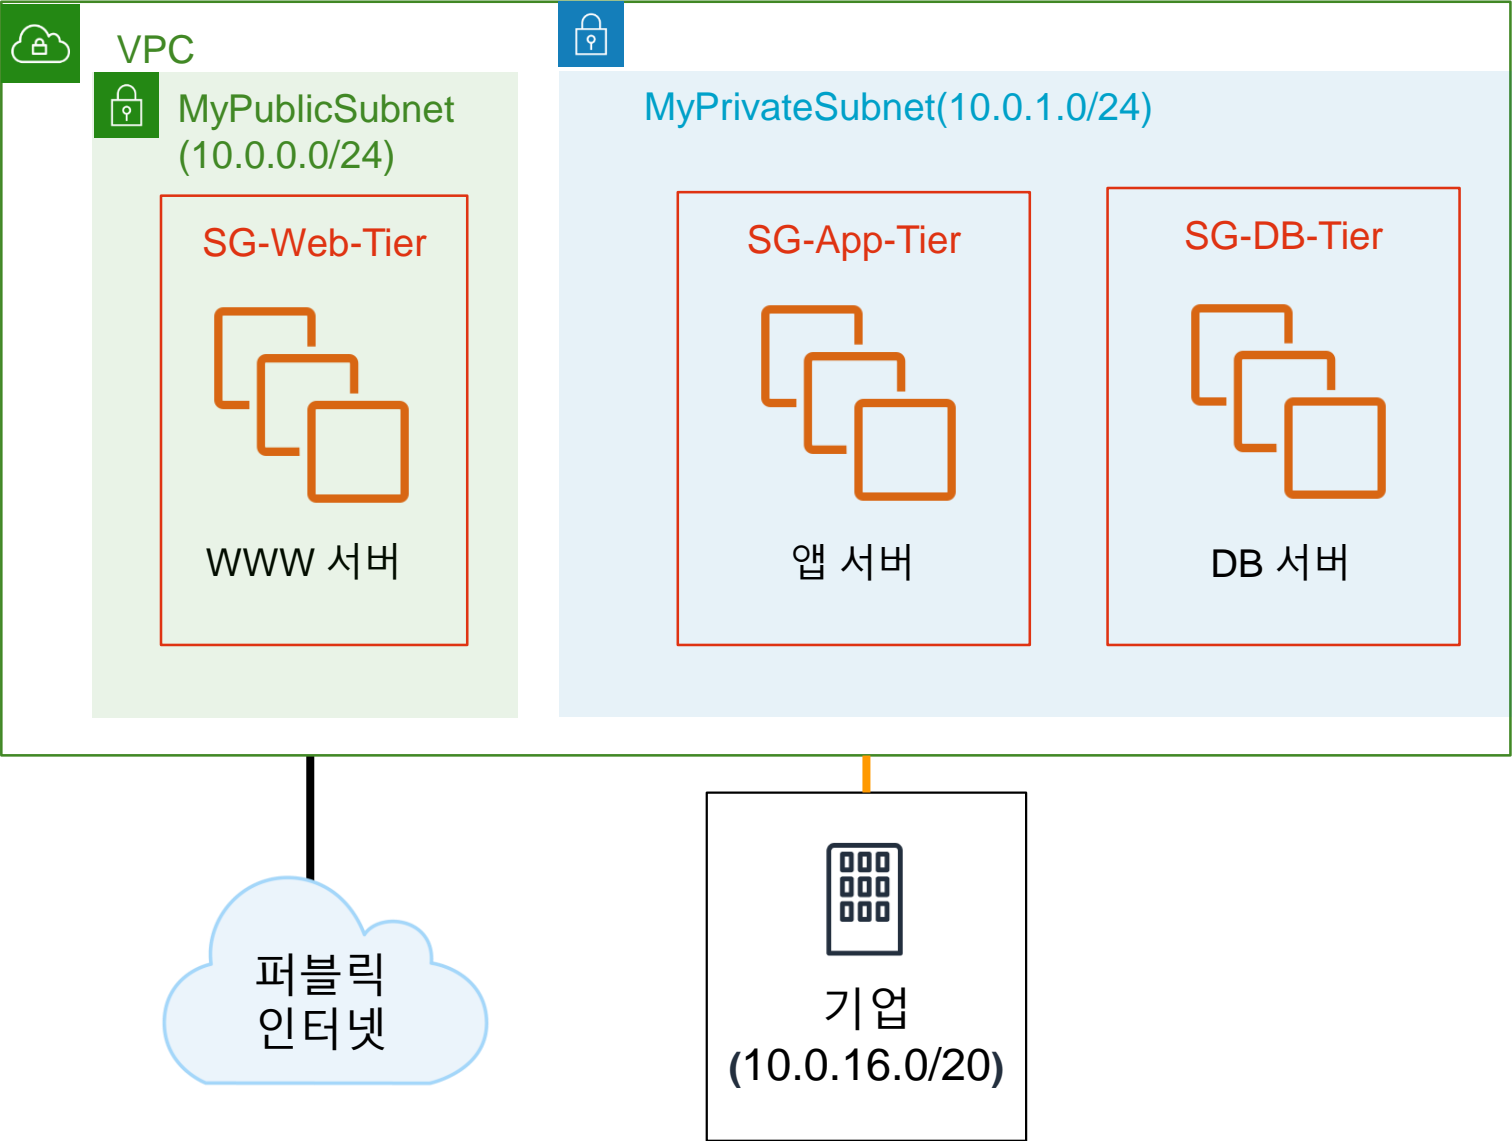 VPC
MyPublicSubnet
(10.0.0.0/24)
MyPrivateSubnet(10.0.1.0/24)
SG-Web-Tier
SG-App-Tier
SG-DB-Tier
WWW 서버
앱 서버
DB 서버
퍼블릭
인터넷
기업
(10.0.16.0/20)